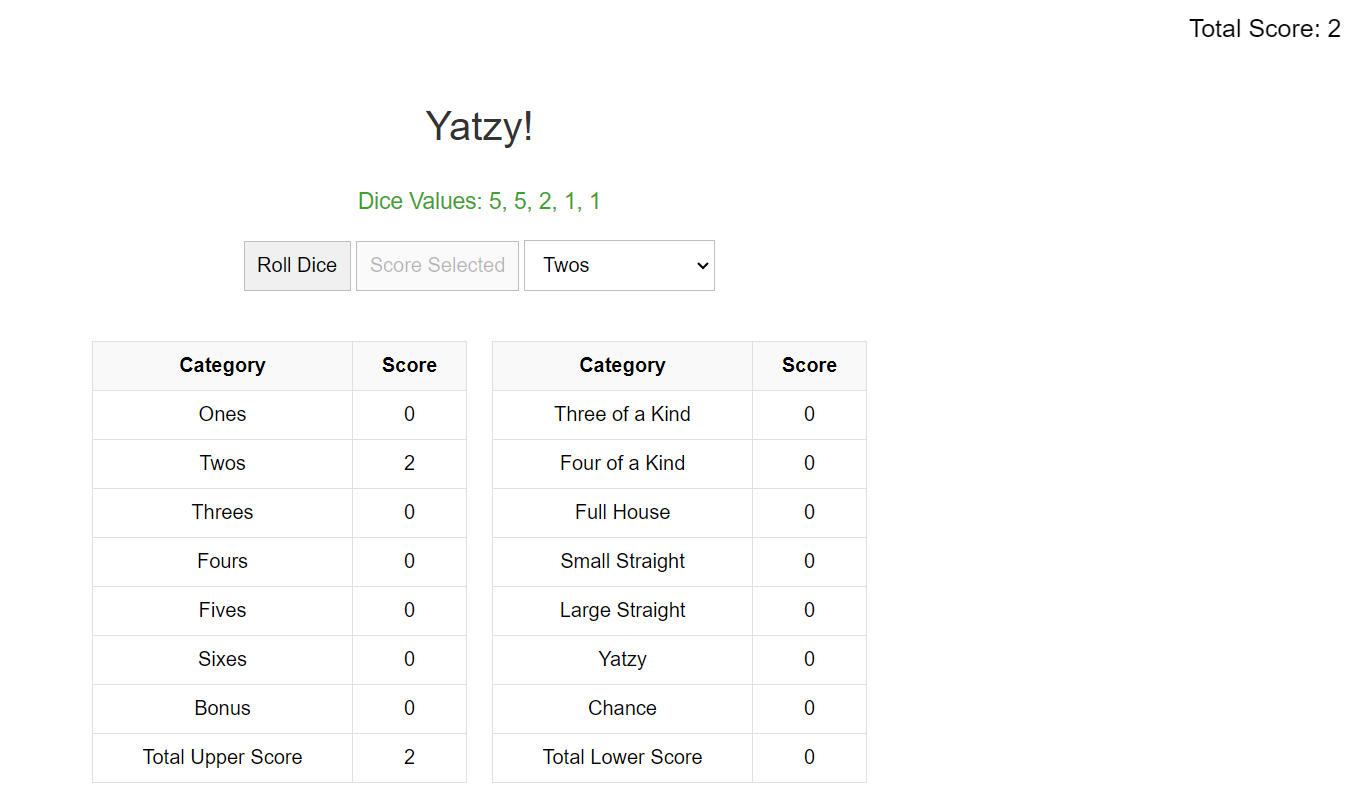 Total Score: 2
Yatzy!
Dice Values: 5, 5, 2, 1, 1
Roll Dice Score Selected Twos
Category Score Category Score
Ones 0 Three of a Kind 0
Twos 2 Four of a Kind 0
Threes 0 Full House 0
Fours 0 Small Straight 0
Fives 0 Large Straight 0
Sixes 0 Yatzy 0
Bonus 0 Chance 0
Total Upper Score 2 Total Lower Score 0